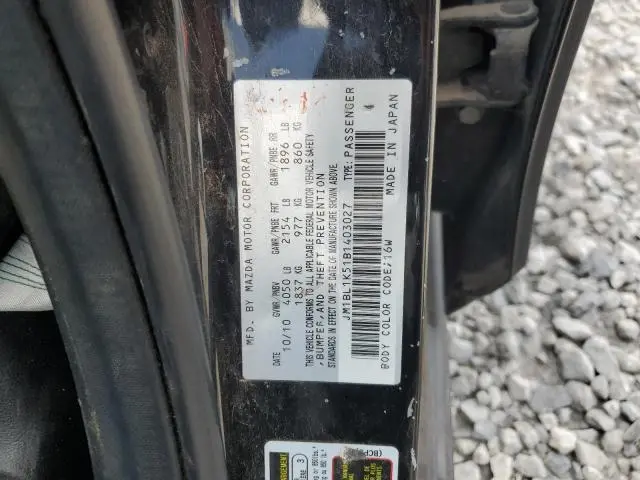 MFD. BY MAZDA MOTOR CORPORATION
DATE GVWR/PNBV GAWR/PNBE FRT GAWR/PNBE RR
10/10 4050 LB 2154 LB 1896 LB
1837 KG 977 KG 860 KG
THIS VEHICLE CONFORMS TO ALL APPLICABLE FEDERAL MOTOR VEHICLE SAFETY
,BUMPER,AND THEFT PREVENTION
STANDARDS IN EFFECT ON THE DATE OF MANUFACTURE SHOWN ABOVE.
JM1BL1K51B1403027 TYPE:PASSENGER
4
BODY COLOR CODE;16W MADE IN JAPAN